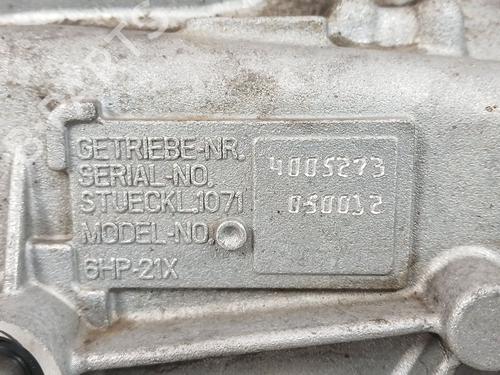 GETRIEBE-NR.
SERIAL-NO. 4005273
STUECKL.1071 050032
MODEL-NO.
6HP-21X